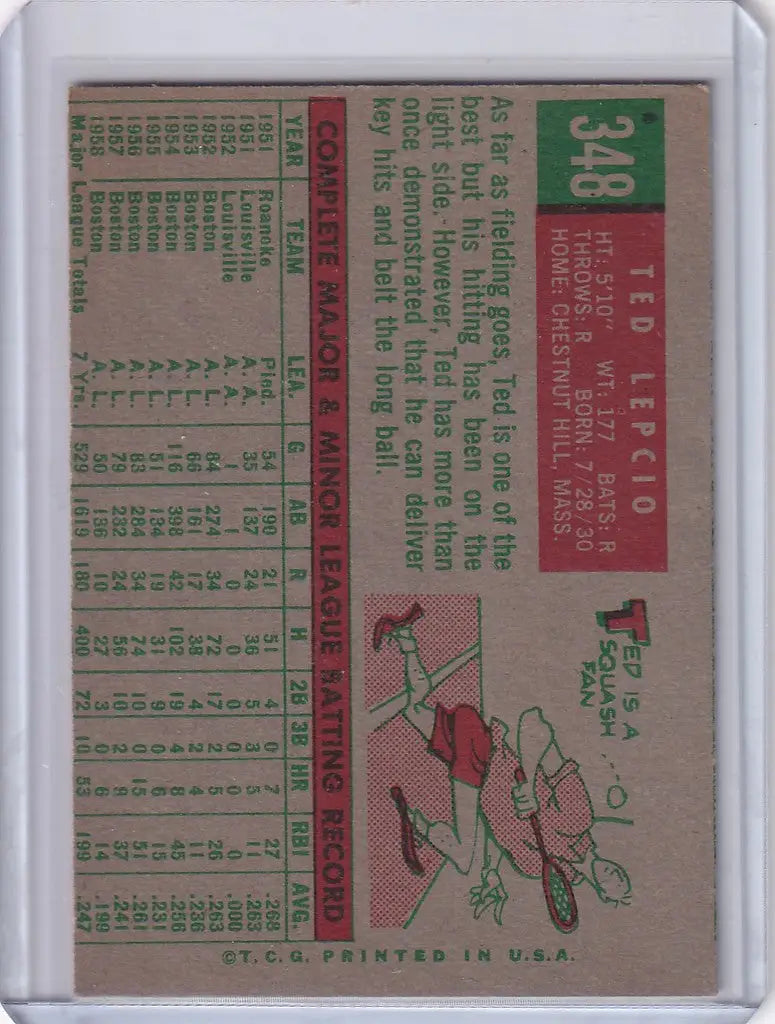 348
TED LEPCIO
HT: 5'10" WT: 177 BATS: R
THROWS: R BORN: 7/28/30
HOME: CHESTNUT HILL, MASS.
As far as fielding goes, Ted is one of the
best but his hitting has been on the
light side. However, Ted has more than
once demonstrated that he can deliver
key hits and belt the long ball.
TED IS A
SQUASH
FAN
COMPLETE MAJOR & MINOR LEAGUE BATTING RECORD
YEAR TEAM LEA. G AB R H 2B 3B HR RBI AVG.
1951 Roanoke Pied. 54 190 21 51 4 0 7 27 .268
1951 Louisville A. A. 35 137 24 36 5 3 5 11 .263
1952 Louisville A. A. 1 1 0 0 0 0 0 0 .000
1952 Boston A. L. 84 274 34 72 17 2 5 26 .263
1953 Boston A. L. 66 161 17 38 4 2 4 11 .236
1954 Boston A. L. 116 398 42 102 19 4 8 45 .256
1955 Boston A. L. 51 134 19 31 9 0 6 15 .231
1956 Boston A. L. 83 284 34 74 10 0 15 51 .261
1957 Boston A. L. 79 232 24 56 10 2 9 37 .241
1958 Boston A. L. 50 136 10 27 3 0 6 14 .199
Major League Totals 7 Yrs. 529 1619 180 400 72 10 53 199 .247
©T.C.G. PRINTED IN U.S.A.